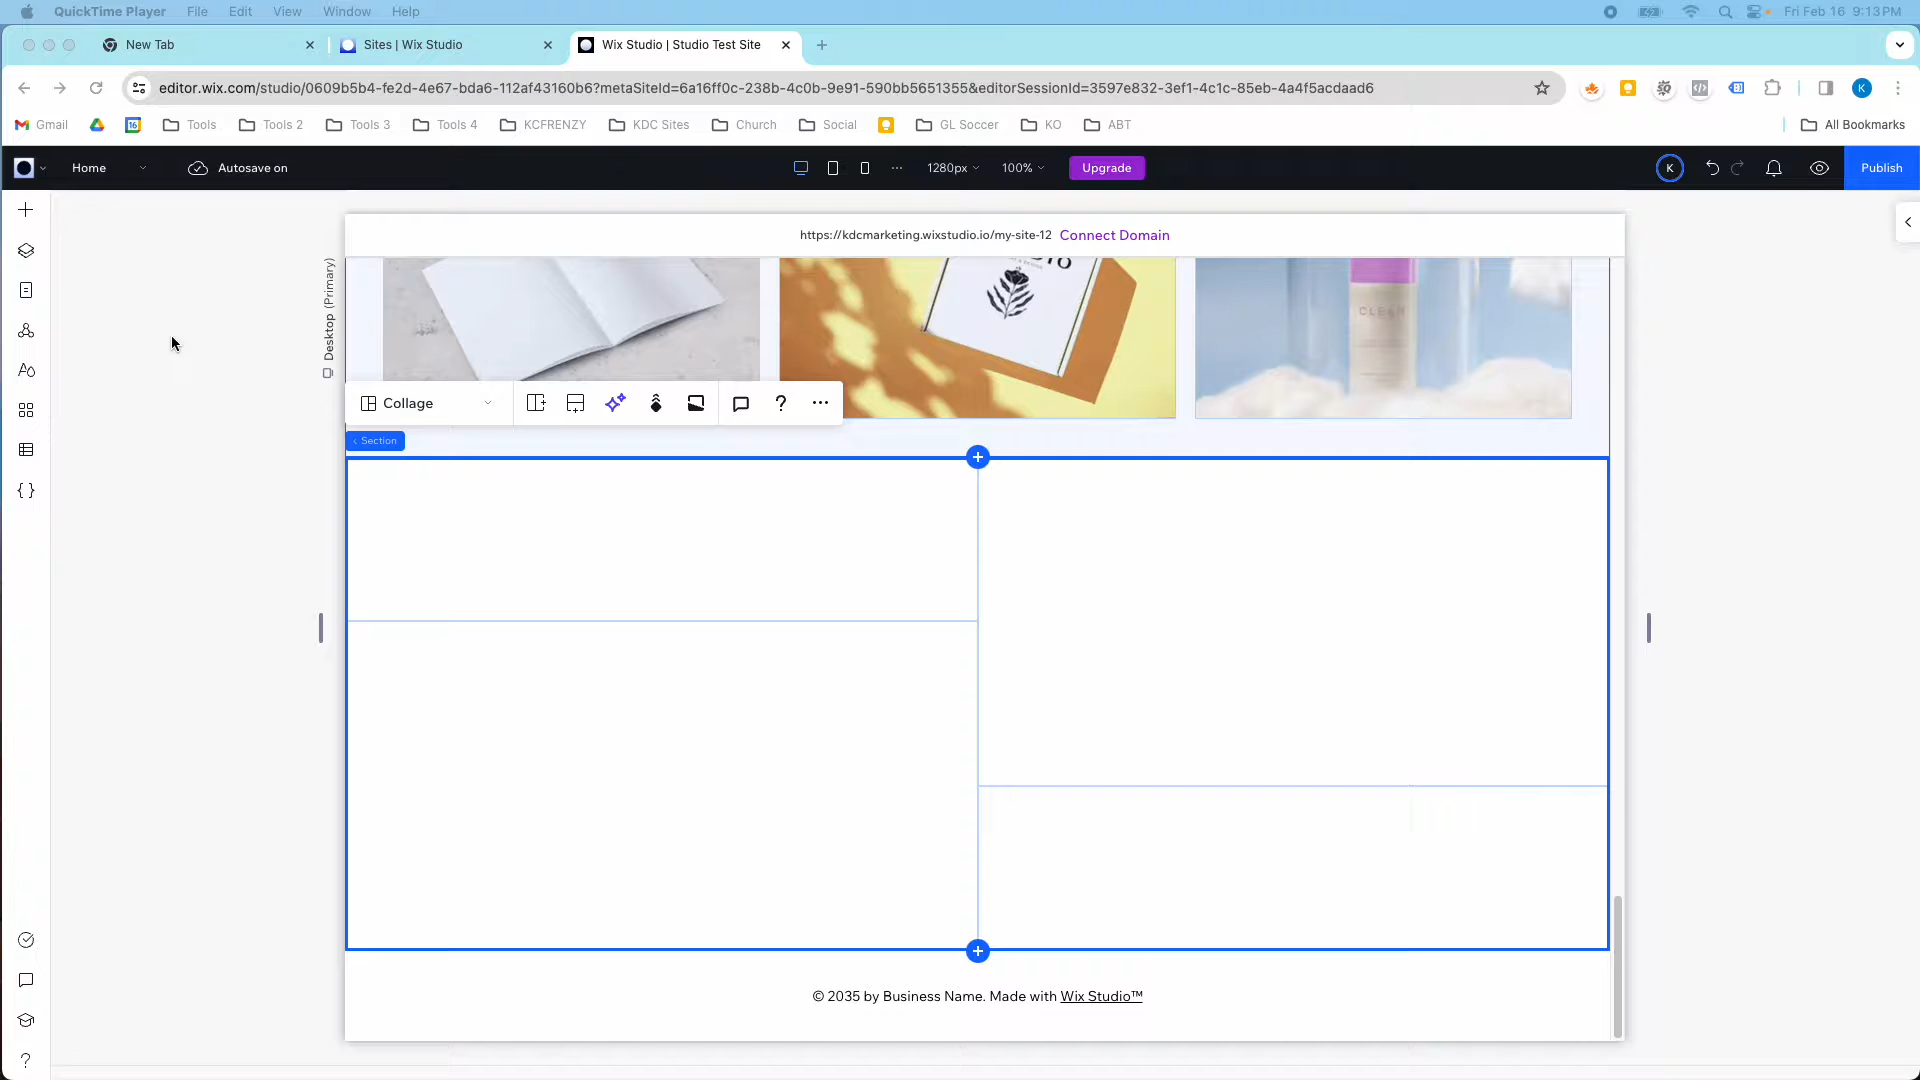 QuickTime Player File Edit View Window Help Fri Feb 16 9:13 PM
New Tab Sites | Wix Studio Wix Studio | Studio Test Site
editor.wix.com/studio/0609b5b4-fe2d-4e67-bda6-112af43160b6?metaSiteId=6a16ff0c-238b-4c0b-9e91-590bb5651355&editorSessionId=3597e832-3ef1-4c1c-85eb-4a4f5acdaad6 K
Gmail 16 Tools Tools 2 Tools 3 Tools 4 KCFRENZY KDC Sites Church Social GL Soccer KO ABT All Bookmarks
Home Autosave on 1280px 100% Upgrade K Publish
https://kdcmarketing.wixstudio.io/my-site-12 Connect Domain
Desktop (Primary)
CLEAR
Collage
Section
© 2035 by Business Name. Made with Wix Studio™